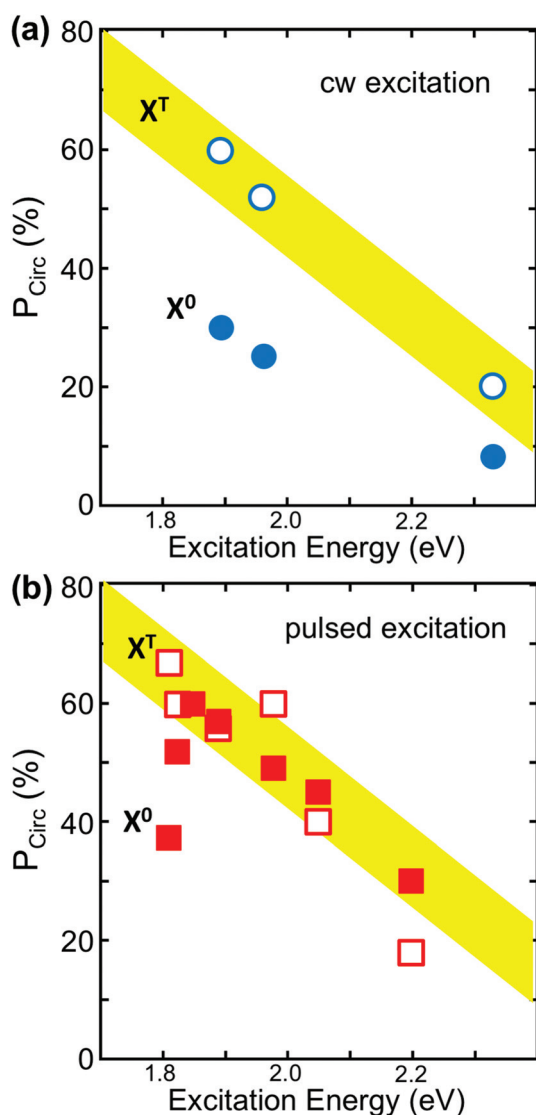 (a)
80
cw excitation
X^T
60
P_Circ (%)
40
X^0
20
0
1.8 2.0 2.2
Excitation Energy (eV)
(b)
80
pulsed excitation
X^T
60
P_Circ (%)
40
X^0
20
0
1.8 2.0 2.2
Excitation Energy (eV)